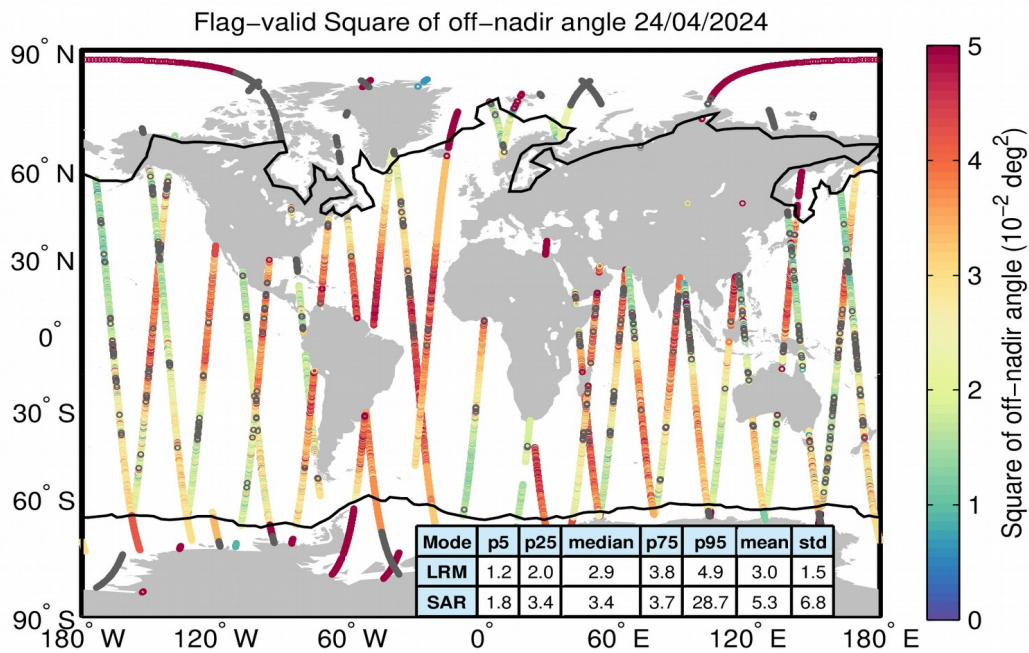 Flag−valid Square of off−nadir angle 24/04/2024
90° N
60° N
30° N
0°
30° S
60° S
90° S
180° W
120° W
60° W
0°
60° E
120° E
180° E
Mode p5 p25 median p75 p95 mean std
LRM 1.2 2.0 2.9 3.8 4.9 3.0 1.5
SAR 1.8 3.4 3.4 3.7 28.7 5.3 6.8
5
4
3
2
1
0
Square of off−nadir angle (10⁻² deg²)